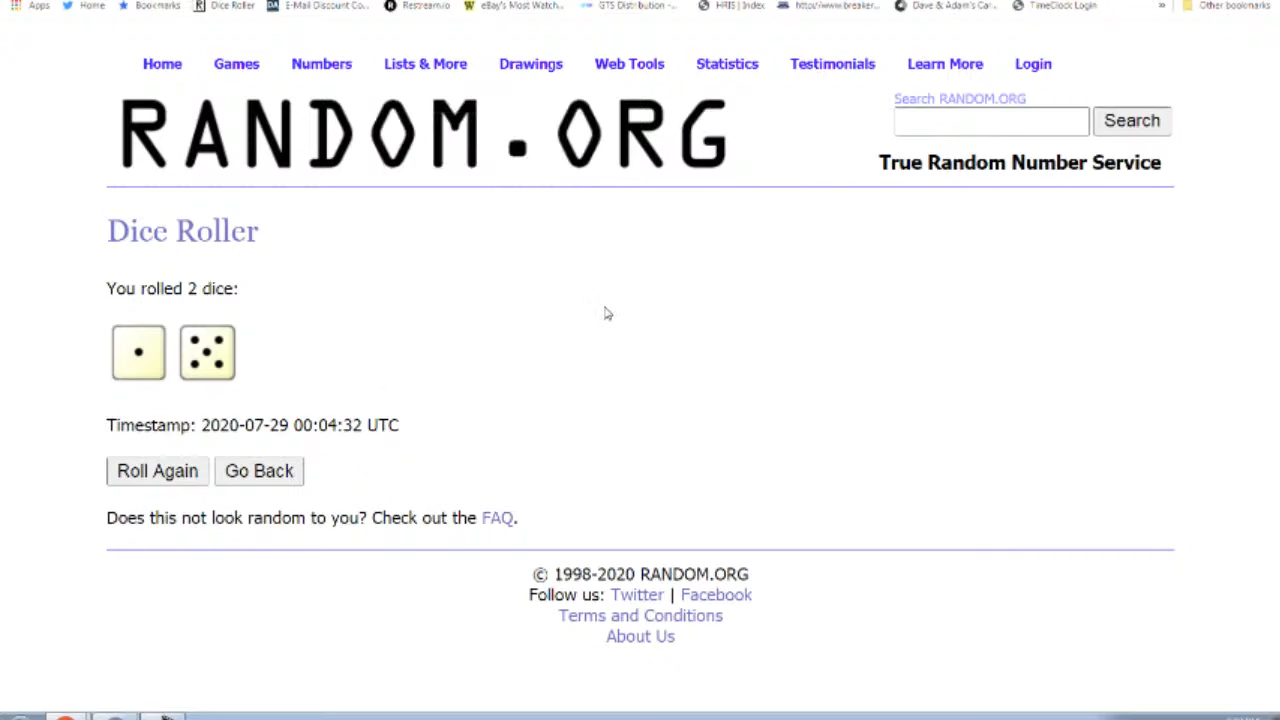 Apps Home Bookmarks Dice Roller E-Mail Discount Co... Restream.io eBay's Most Watch... GTS Distribution -... HRIS | Index http://www.breaker... Dave & Adam's Car... TimeClock Login » Other bookmarks
Home Games Numbers Lists & More Drawings Web Tools Statistics Testimonials Learn More Login
RANDOM.ORG
Search RANDOM.ORG
Search
True Random Number Service
Dice Roller
You rolled 2 dice:
Timestamp: 2020-07-29 00:04:32 UTC
Roll Again Go Back
Does this not look random to you? Check out the FAQ.
© 1998-2020 RANDOM.ORG
Follow us: Twitter | Facebook
Terms and Conditions
About Us